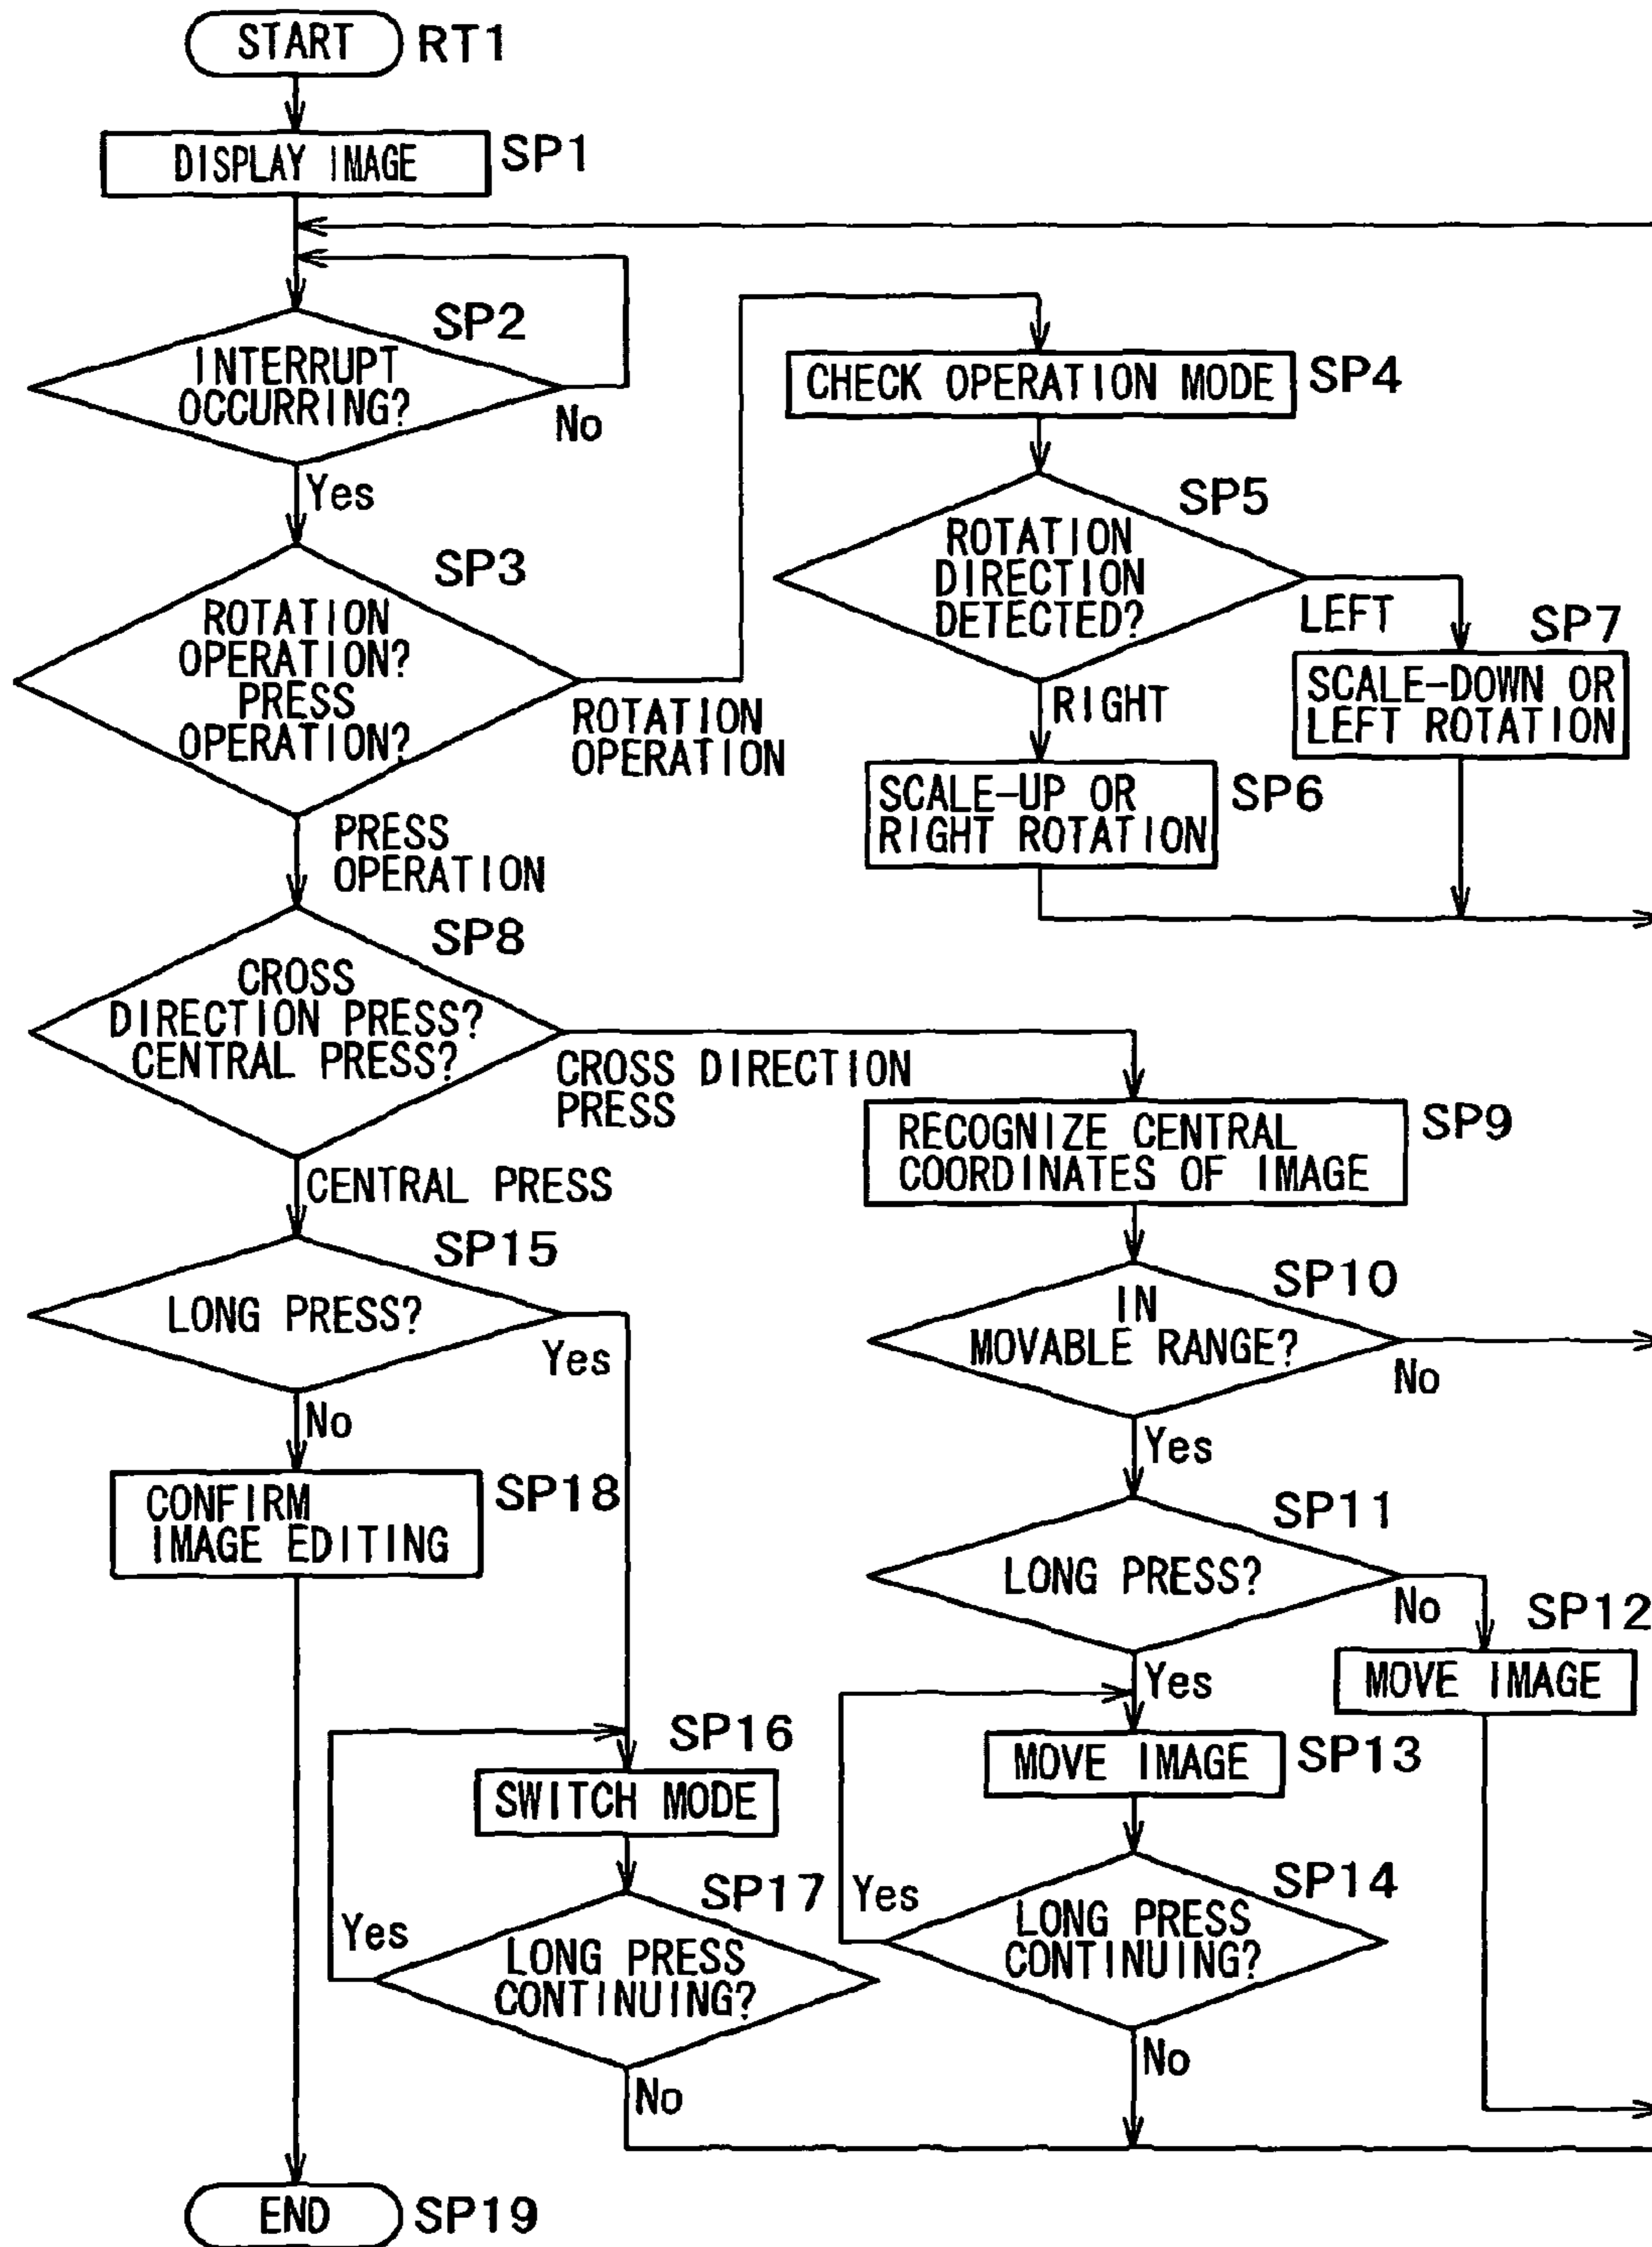 START
RT1
DISPLAY IMAGE
SP1
INTERRUPT
OCCURRING?
SP2
No
Yes
ROTATION
OPERATION?
PRESS
OPERATION?
SP3
ROTATION
OPERATION
CHECK OPERATION MODE
SP4
ROTATION
DIRECTION
DETECTED?
SP5
LEFT
SP7
SCALE-DOWN OR
LEFT ROTATION
RIGHT
SCALE-UP OR
RIGHT ROTATION
SP6
PRESS
OPERATION
CROSS
DIRECTION PRESS?
CENTRAL PRESS?
SP8
CROSS DIRECTION
PRESS
RECOGNIZE CENTRAL
COORDINATES OF IMAGE
SP9
IN
MOVABLE RANGE?
SP10
No
Yes
LONG PRESS?
SP11
No
SP12
MOVE IMAGE
Yes
MOVE IMAGE
SP13
LONG PRESS
CONTINUING?
SP14
Yes
No
CENTRAL PRESS
LONG PRESS?
SP15
Yes
No
CONFIRM
IMAGE EDITING
SP18
SP16
SWITCH MODE
SP17
LONG PRESS
CONTINUING?
Yes
No
END
SP19